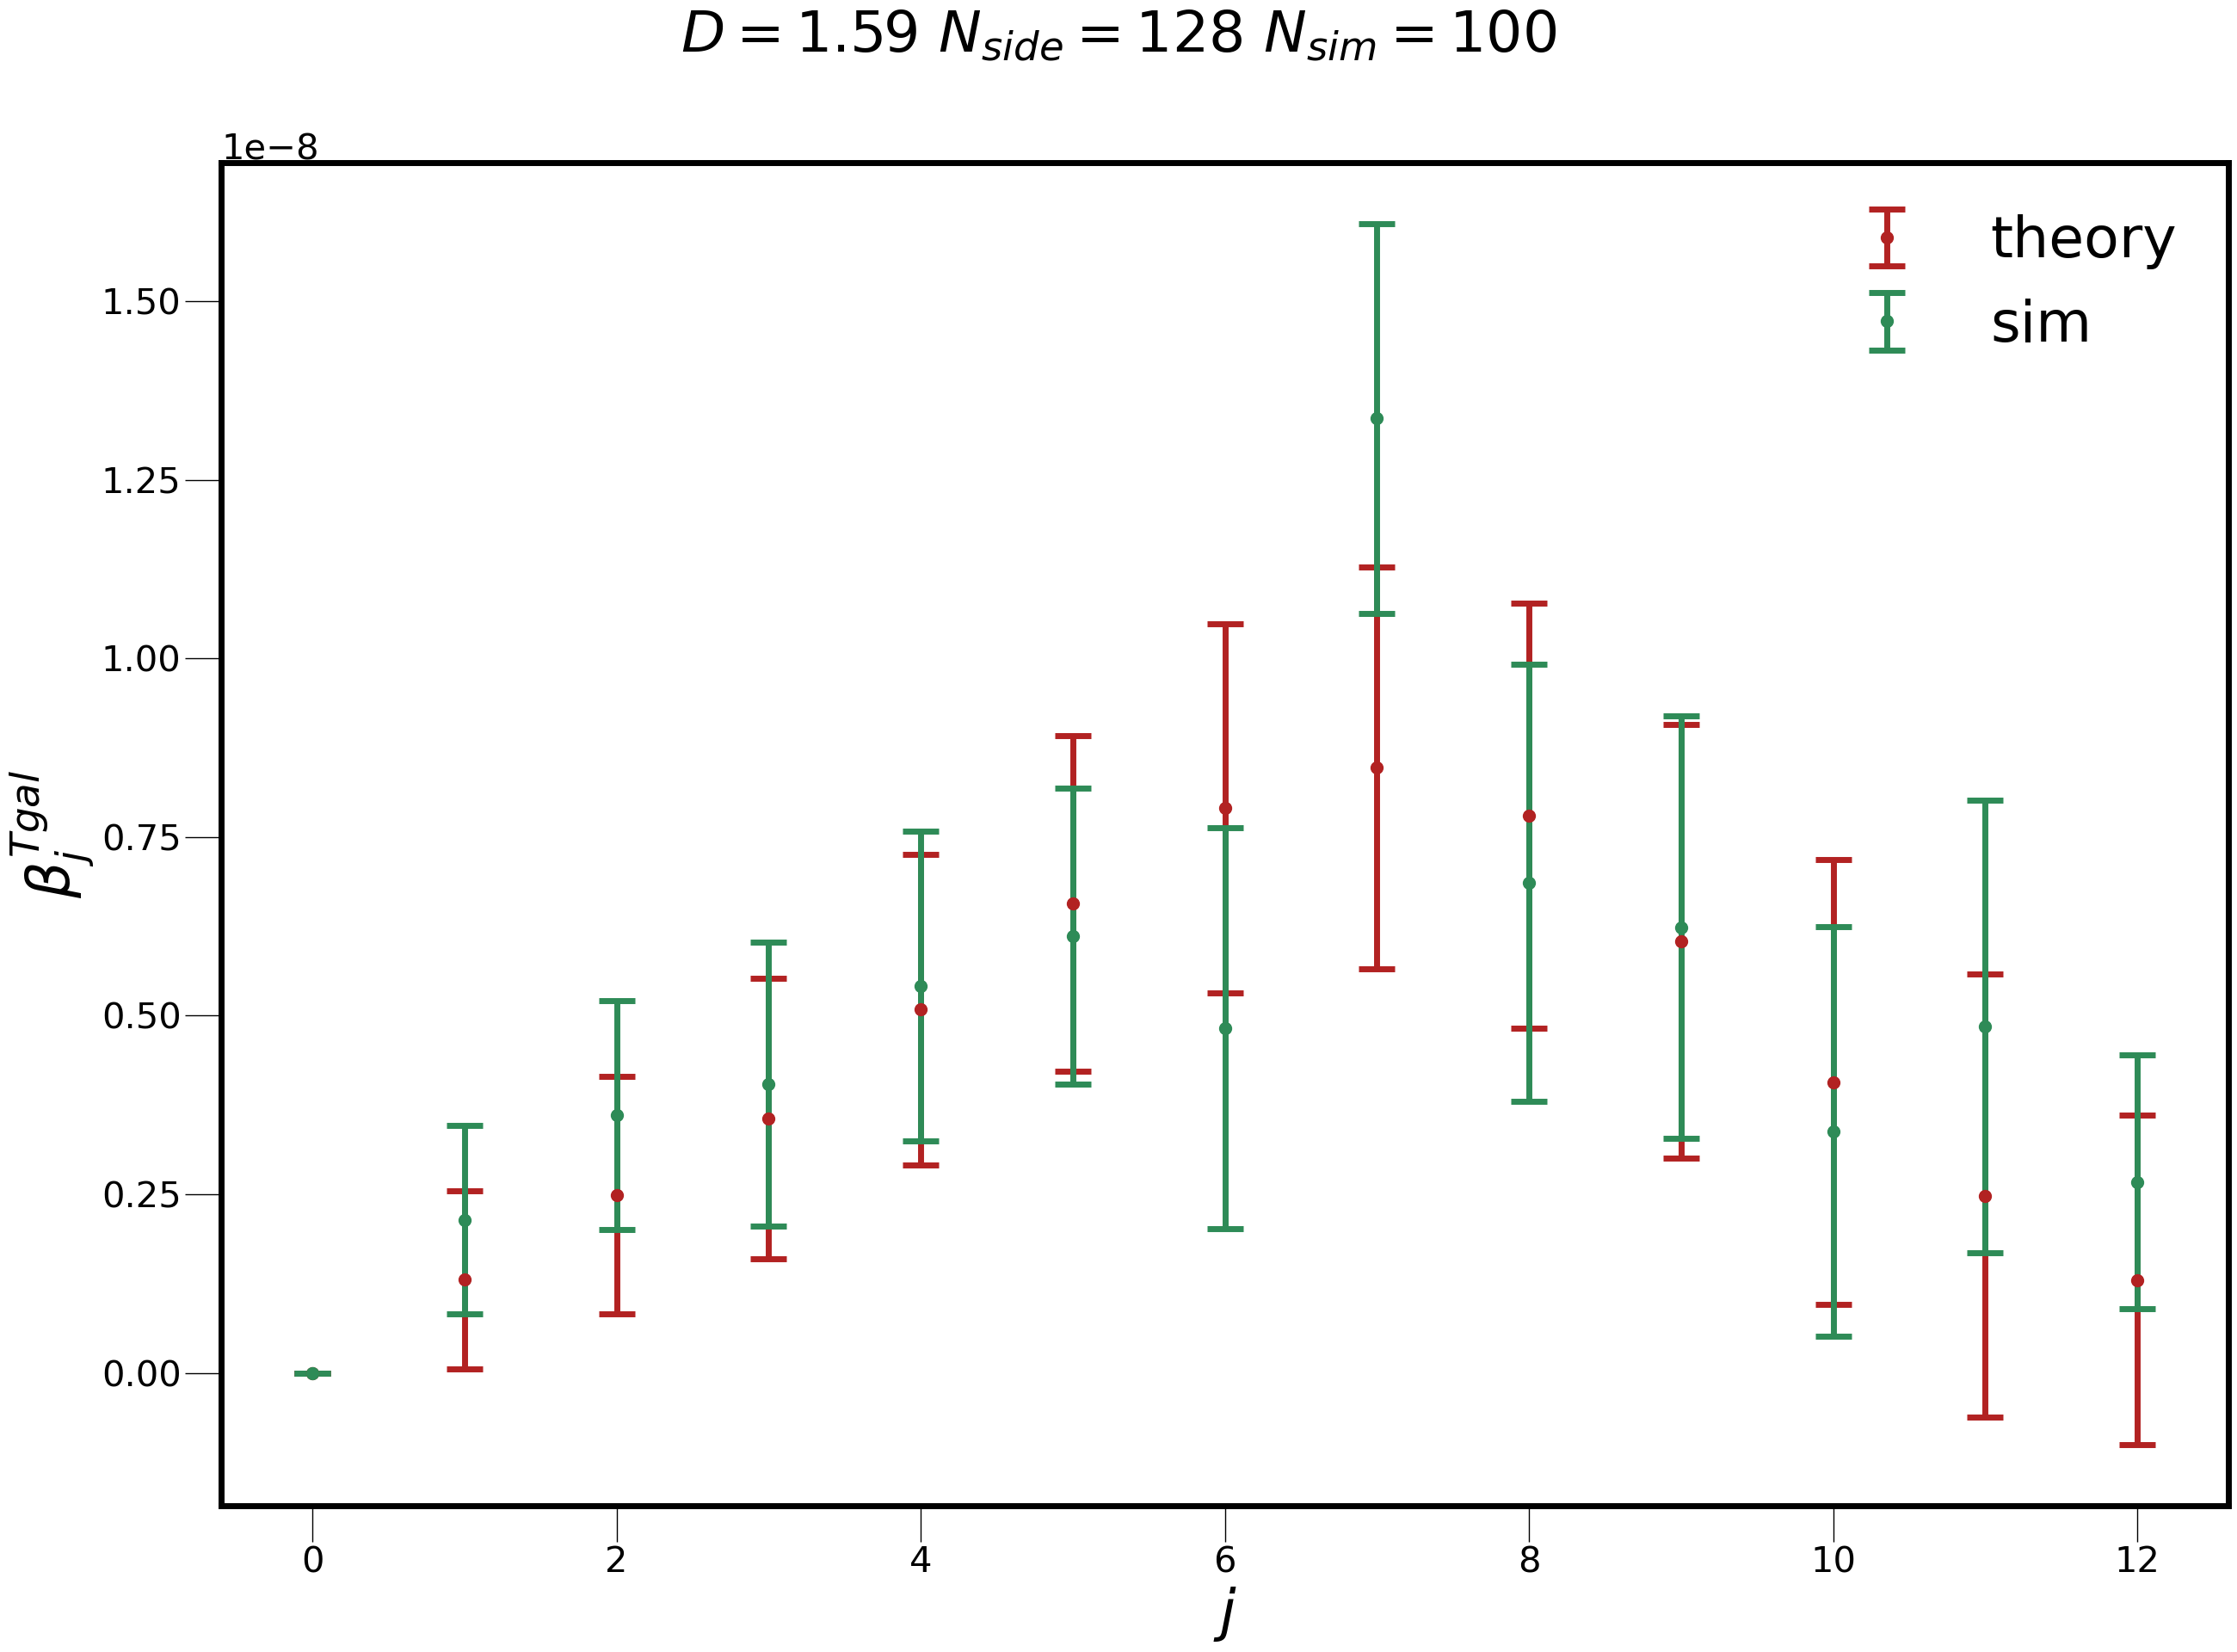 D = 1.59 N_side = 128 N_sim = 100
1e−8
theory
sim
1.50
1.25
1.00
0.75
0.50
0.25
0.00
β_j^Tgal
0 2 4 6 8 10 12
j